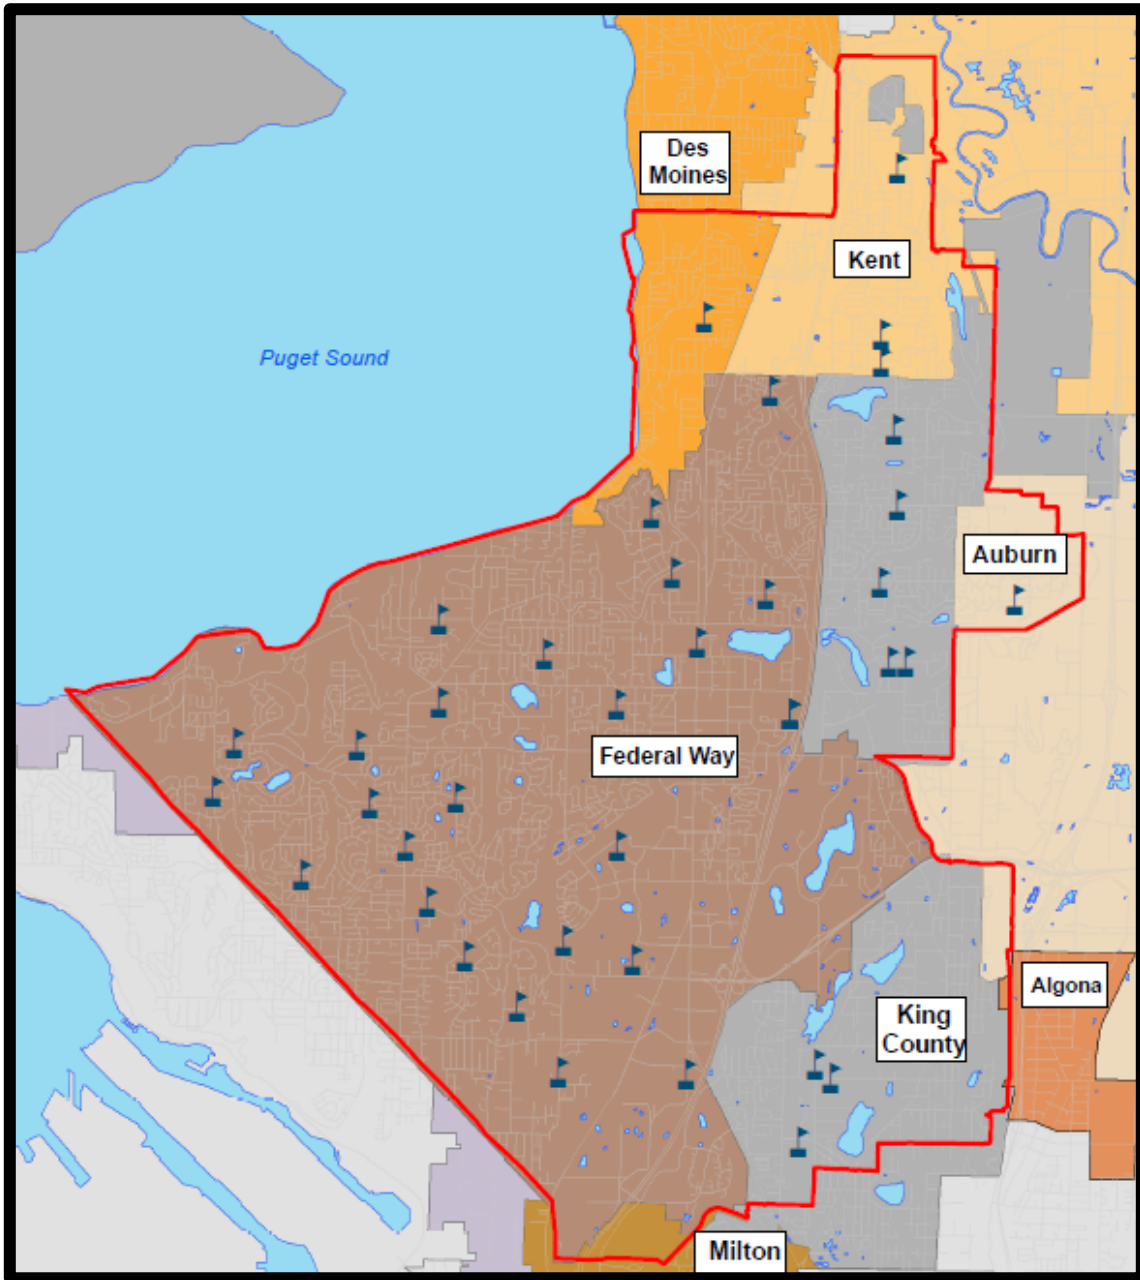 Des
Moines
Kent
Puget Sound
Auburn
Federal Way
Algona
King
County
Milton